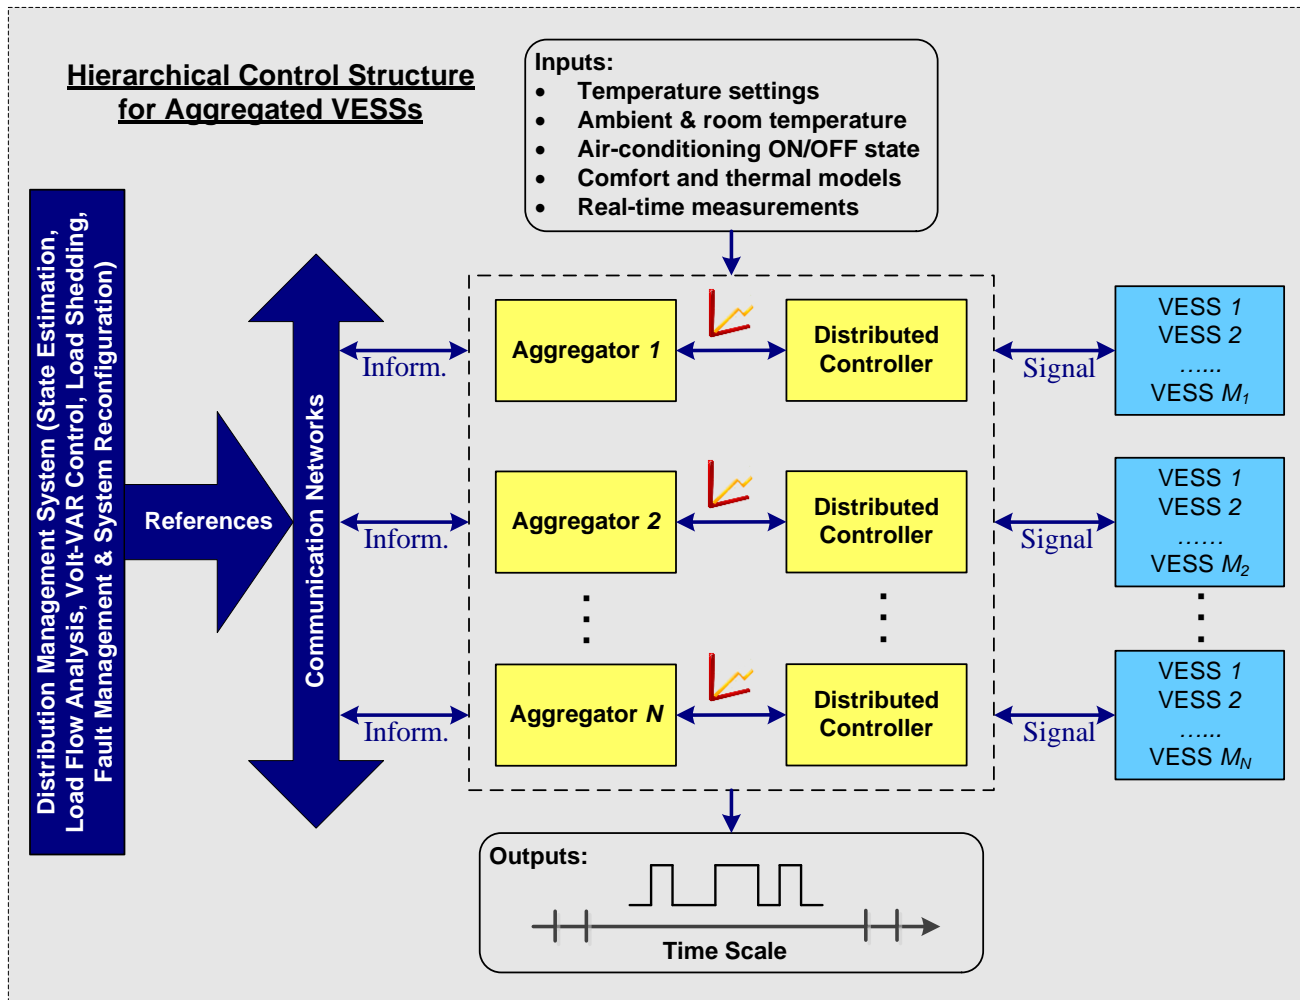 Hierarchical Control Structure
for Aggregated VESSs
Inputs:
• Temperature settings
• Ambient & room temperature
• Air-conditioning ON/OFF state
• Comfort and thermal models
• Real-time measurements
Distribution Management System (State Estimation,
Load Flow Analysis, Volt-VAR Control, Load Shedding,
Fault Management & System Reconfiguration)
References
Communication Networks
Inform.
Aggregator 1
Distributed
Controller
Signal
VESS 1
VESS 2
…...
VESS M1
Inform.
Aggregator 2
Distributed
Controller
Signal
VESS 1
VESS 2
……
VESS M2
Inform.
Aggregator N
Distributed
Controller
Signal
VESS 1
VESS 2
…...
VESS MN
Outputs:
Time Scale